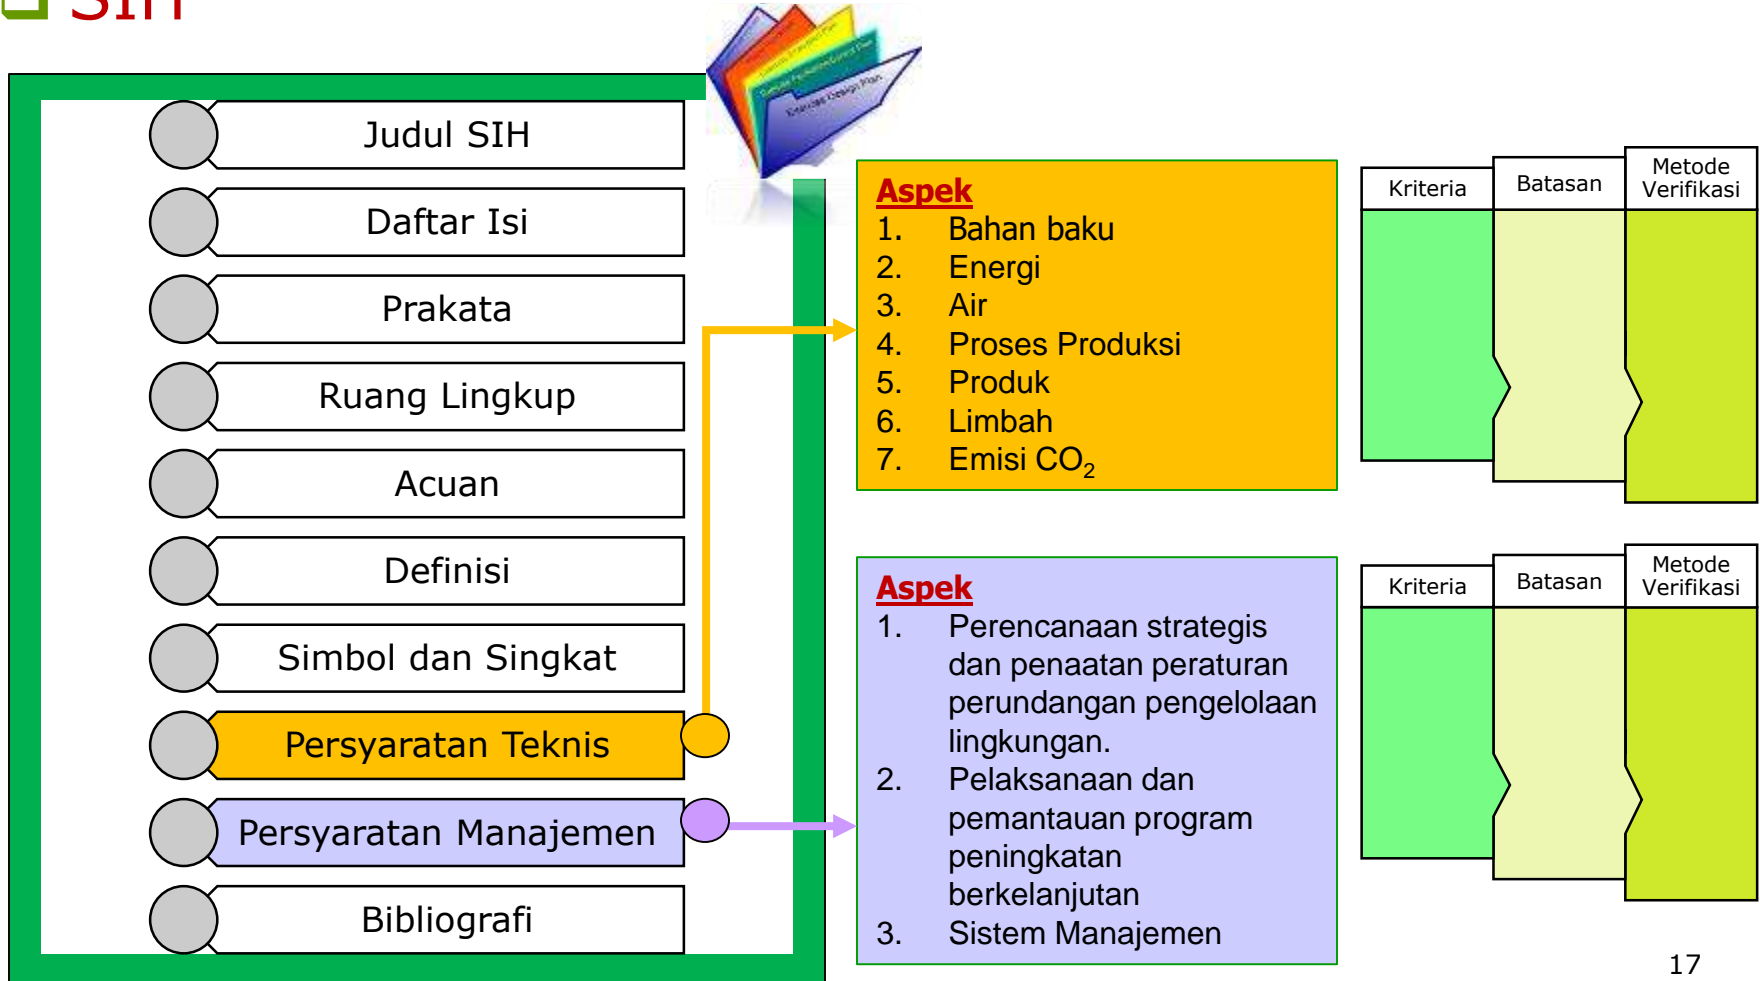 SIH
Judul SIH
Daftar Isi
Prakata
Ruang Lingkup
Acuan
Definisi
Simbol dan Singkat
Persyaratan Teknis
Persyaratan Manajemen
Bibliografi
Design Plan
Aspek
1. Bahan baku
2. Energi
3. Air
4. Proses Produksi
5. Produk
6. Limbah
7. Emisi CO₂
Kriteria
Batasan
Metode
Verifikasi
Aspek
1. Perencanaan strategis
dan penaatan peraturan
perundangan pengelolaan
lingkungan.
2. Pelaksanaan dan
pemantauan program
peningkatan
berkelanjutan
3. Sistem Manajemen
Kriteria
Batasan
Metode
Verifikasi
17